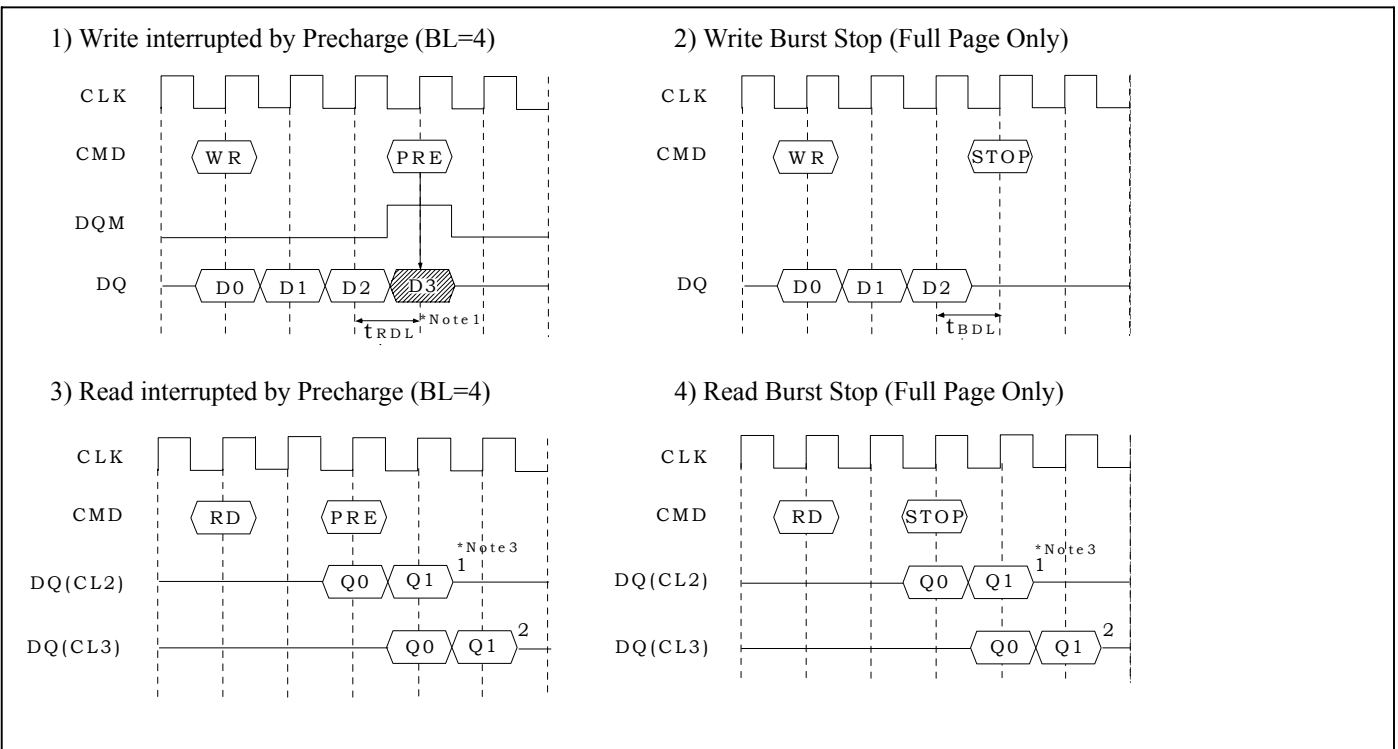 1) Write interrupted by Precharge (BL=4)
CLK
CMD
WR
PRE
DQM
DQ
D0
D1
D2
D3
tRDL
*Note1
2) Write Burst Stop (Full Page Only)
CLK
CMD
WR
STOP
DQ
D0
D1
D2
tBDL
3) Read interrupted by Precharge (BL=4)
CLK
CMD
RD
PRE
*Note3
DQ(CL2)
Q0
Q1
1
DQ(CL3)
Q0
Q1
2
4) Read Burst Stop (Full Page Only)
CLK
CMD
RD
STOP
*Note3
DQ(CL2)
Q0
Q1
1
DQ(CL3)
Q0
Q1
2